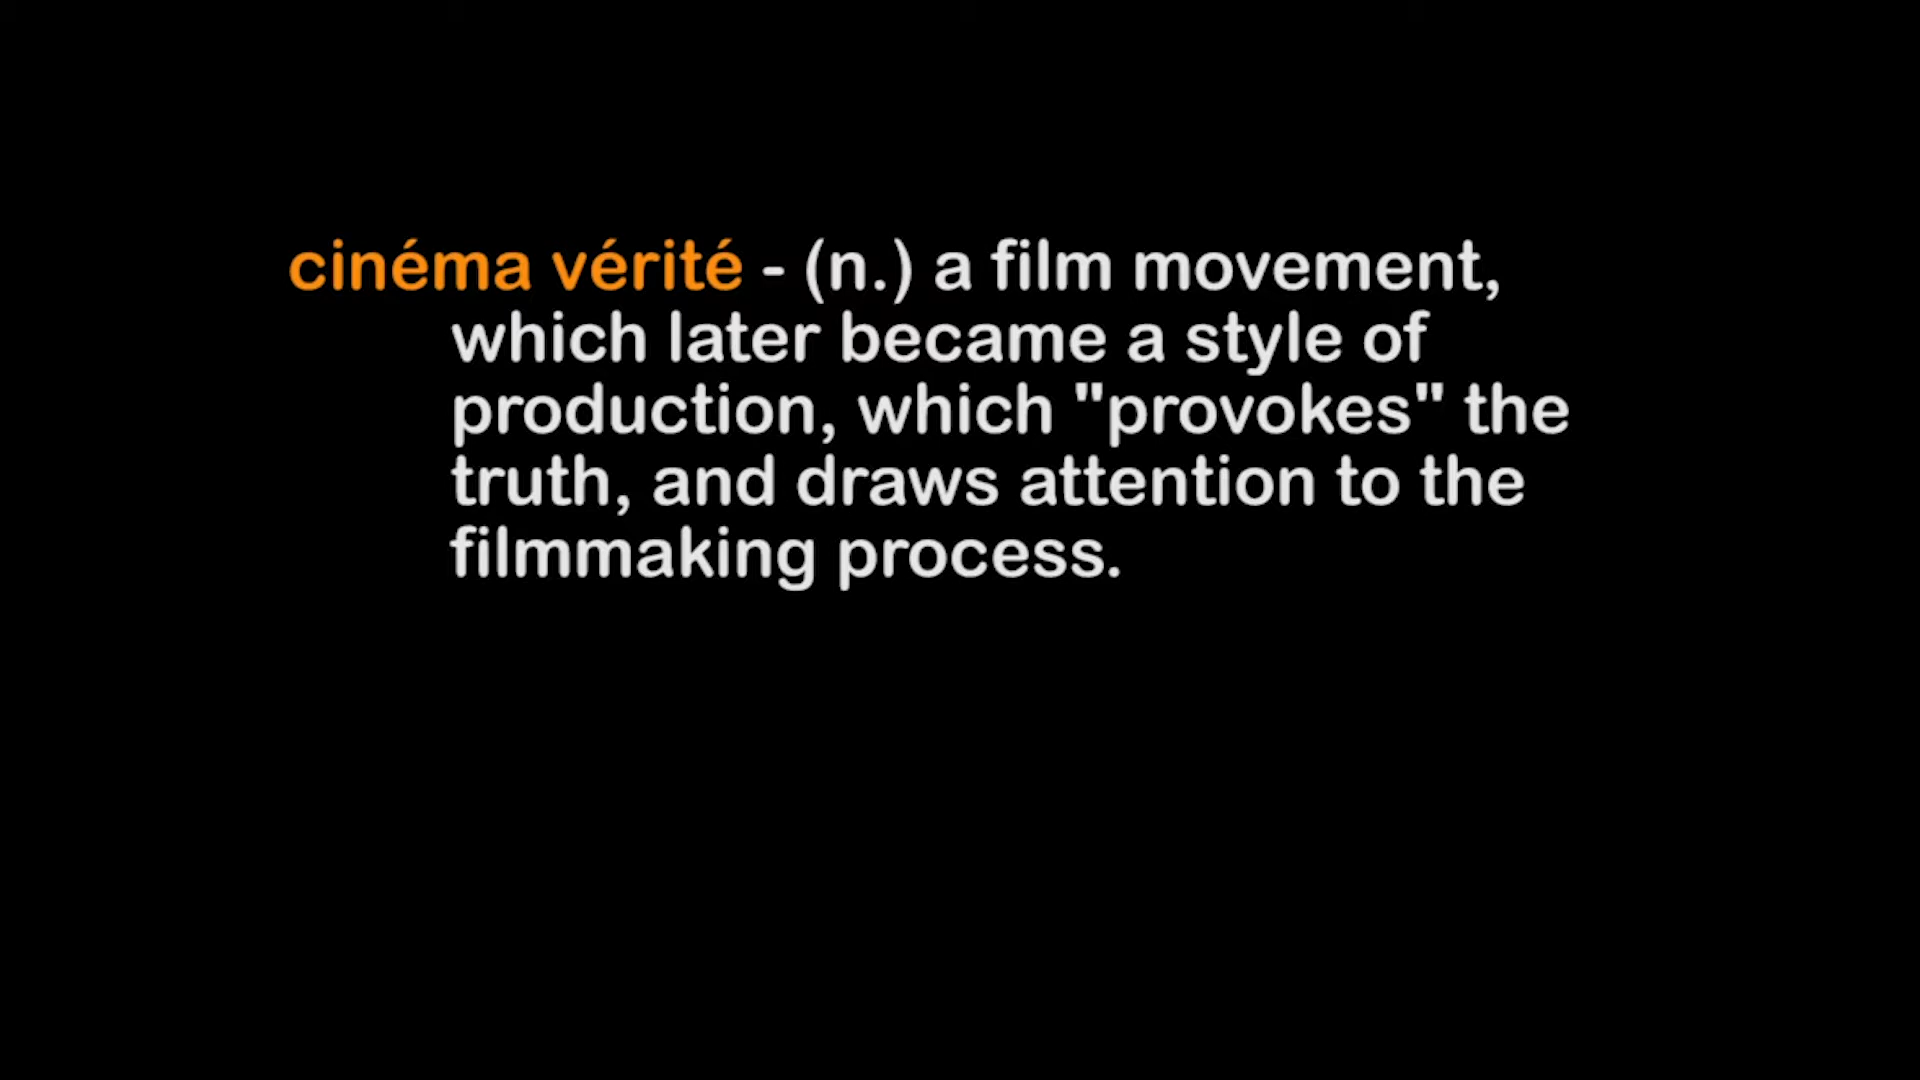 cinéma vérité - (n.) a film movement,
which later became a style of
production, which "provokes" the
truth, and draws attention to the
filmmaking process.